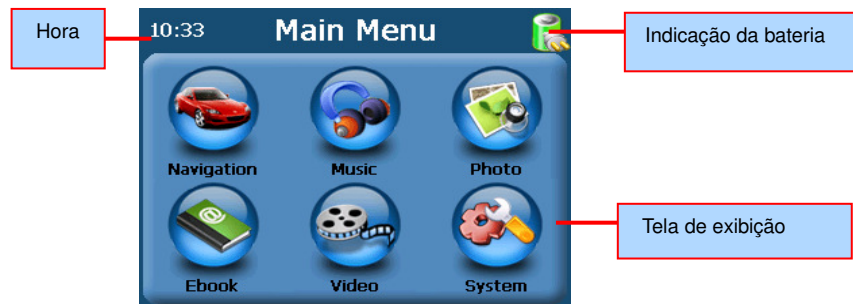 Hora
10:33
Main Menu
Indicação da bateria
Navigation
Music
Photo
Tela de exibição
Ebook
Video
System